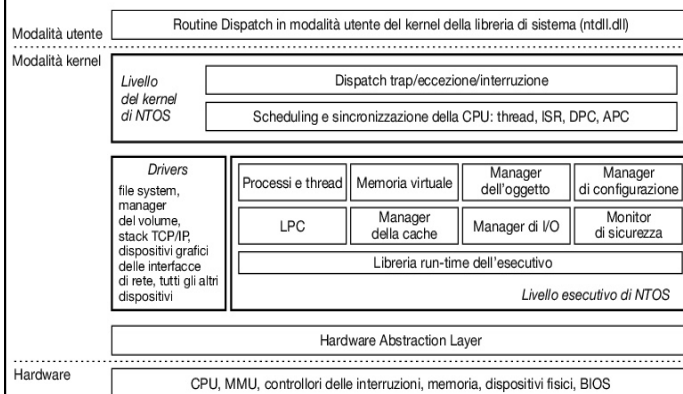 Routine Dispatch in modalità utente del kernel della libreria di sistema (ntdll.dll)
Modalità utente
Modalità kernel
Livello
del kernel
di NTOS
Dispatch trap/eccezione/interruzione
Scheduling e sincronizzazione della CPU: thread, ISR, DPC, APC
Drivers
file system,
manager
del volume,
stack TCP/IP,
dispositivi grafici
delle interfacce
di rete, tutti gli altri
dispositivi
Processi e thread
Memoria virtuale
Manager
dell'oggetto
Manager
di configurazione
LPC
Manager
della cache
Manager di I/O
Monitor
di sicurezza
Libreria run-time dell'esecutivo
Livello esecutivo di NTOS
Hardware Abstraction Layer
Hardware
CPU, MMU, controllori delle interruzioni, memoria, dispositivi fisici, BIOS